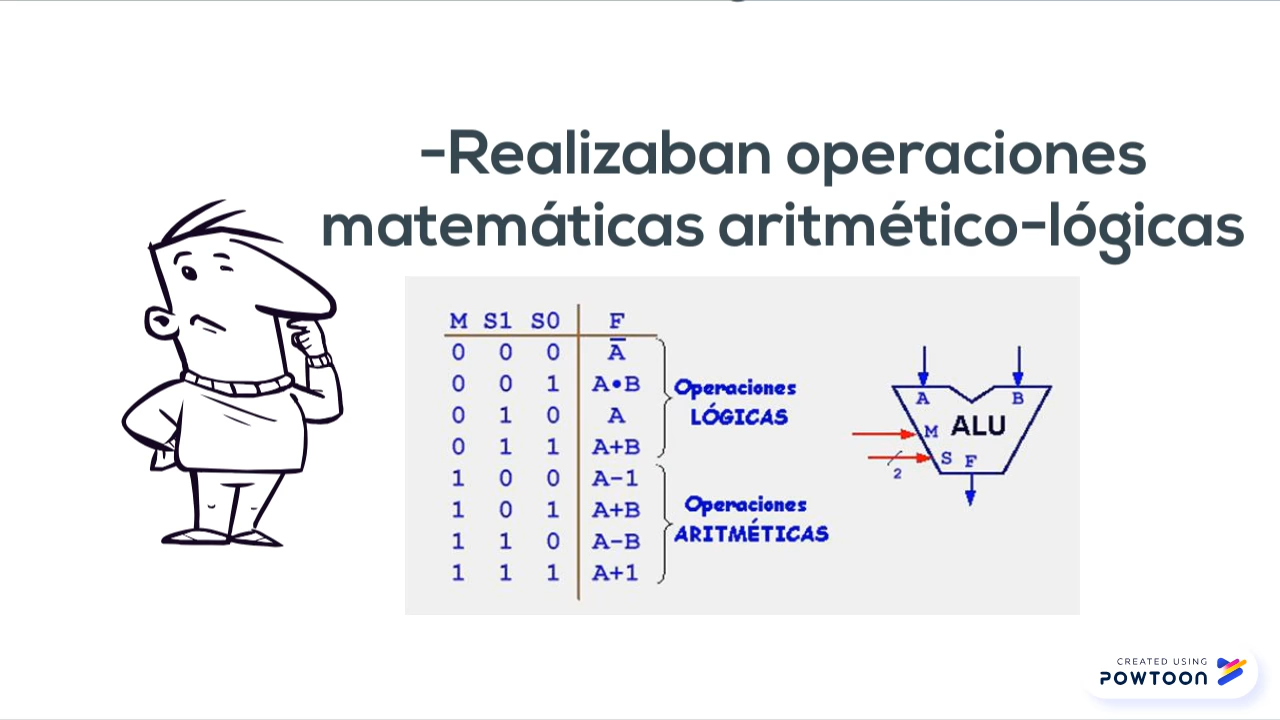 -Realizaban operaciones
matemáticas aritmético-lógicas
M S1 S0 F
0 0 0 A̅
0 0 1 A•B
0 1 0 A
0 1 1 A+B
1 0 0 A-1
1 0 1 A+B
1 1 0 A-B
1 1 1 A+1
Operaciones
LÓGICAS
Operaciones
ARITMÉTICAS
A B
ALU
M
S F
2
CREATED USING
POWTOON